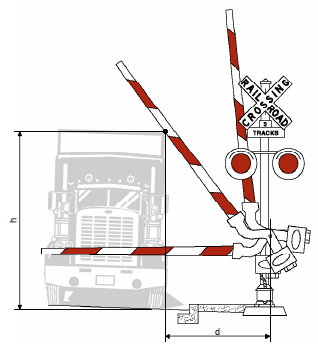 RAILROAD
CROSSING
2
TRACKS
h
d